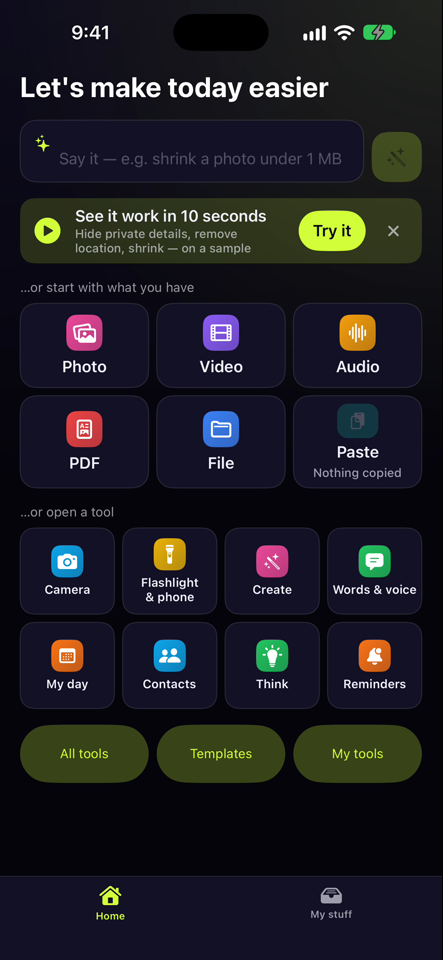 9:41
Let's make today easier
Say it — e.g. shrink a photo under 1 MB
See it work in 10 seconds
Hide private details, remove
location, shrink — on a sample
Try it
...or start with what you have
Photo
Video
Audio
PDF
File
Paste
Nothing copied
...or open a tool
Camera
Flashlight
& phone
Create
Words & voice
My day
Contacts
Think
Reminders
All tools
Templates
My tools
Home
My stuff